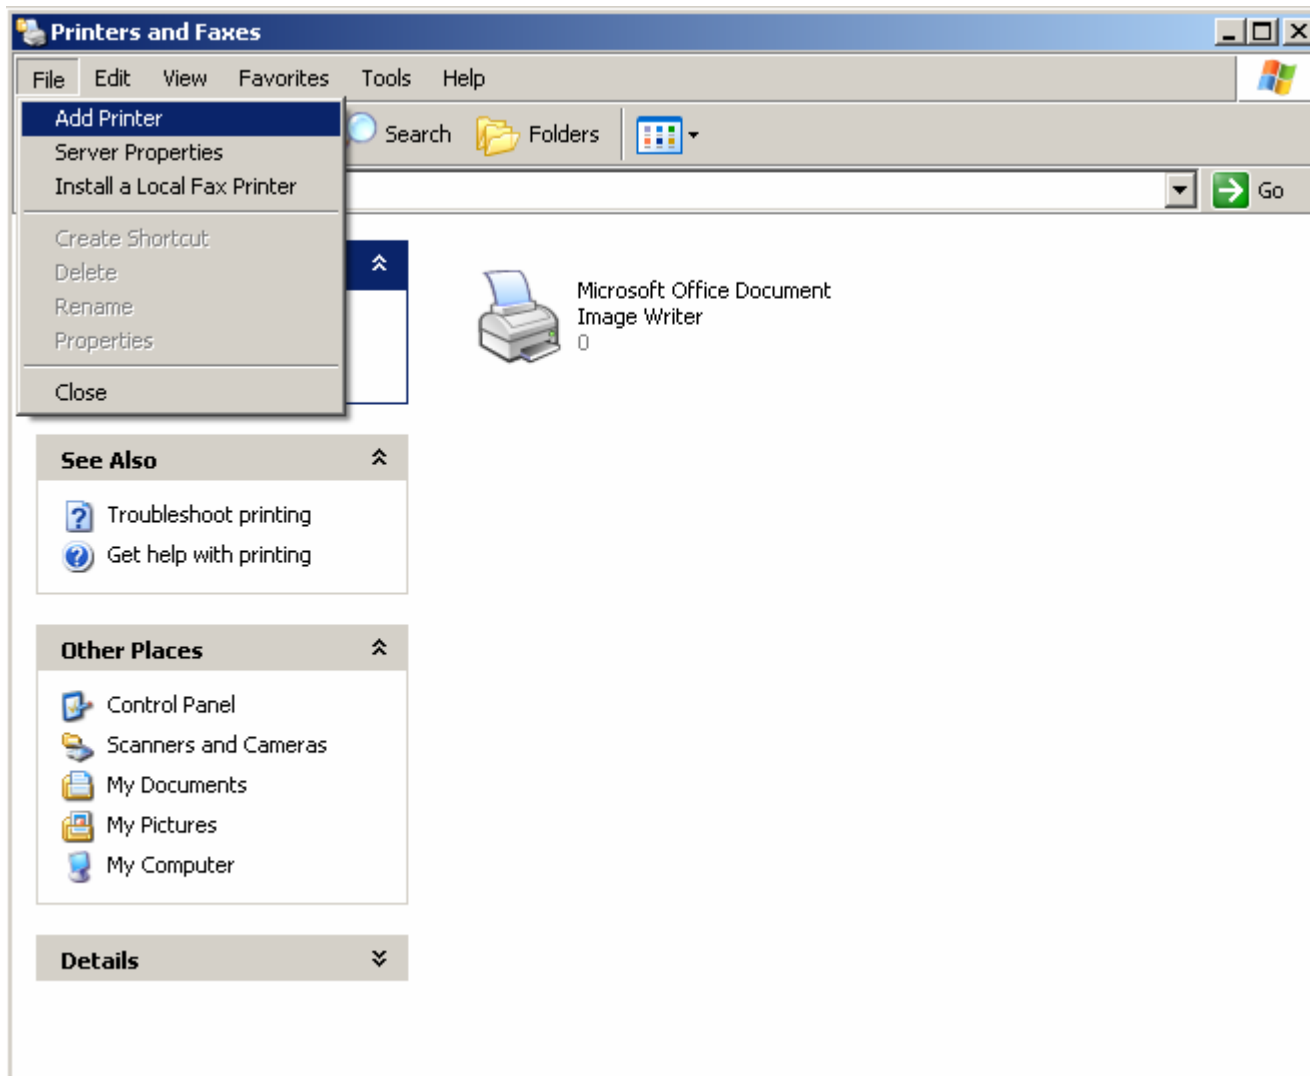 Printers and Faxes
File Edit View Favorites Tools Help
Add Printer
Server Properties
Install a Local Fax Printer
Create Shortcut
Delete
Rename
Properties
Close
Search Folders
Go
Microsoft Office Document
Image Writer
0
See Also
Troubleshoot printing
Get help with printing
Other Places
Control Panel
Scanners and Cameras
My Documents
My Pictures
My Computer
Details